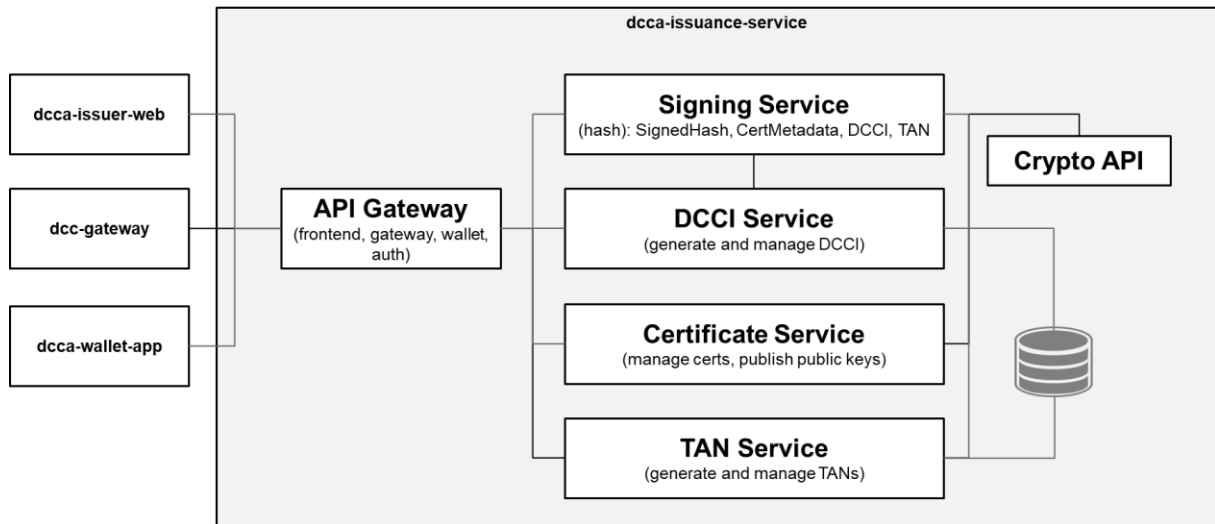 dcca-issuance-service
dcca-issuer-web
dcc-gateway
dcca-wallet-app
API Gateway
(frontend, gateway, wallet,
auth)
Signing Service
(hash): SignedHash, CertMetadata, DCCI, TAN
DCCI Service
(generate and manage DCCI)
Certificate Service
(manage certs, publish public keys)
TAN Service
(generate and manage TANs)
Crypto API